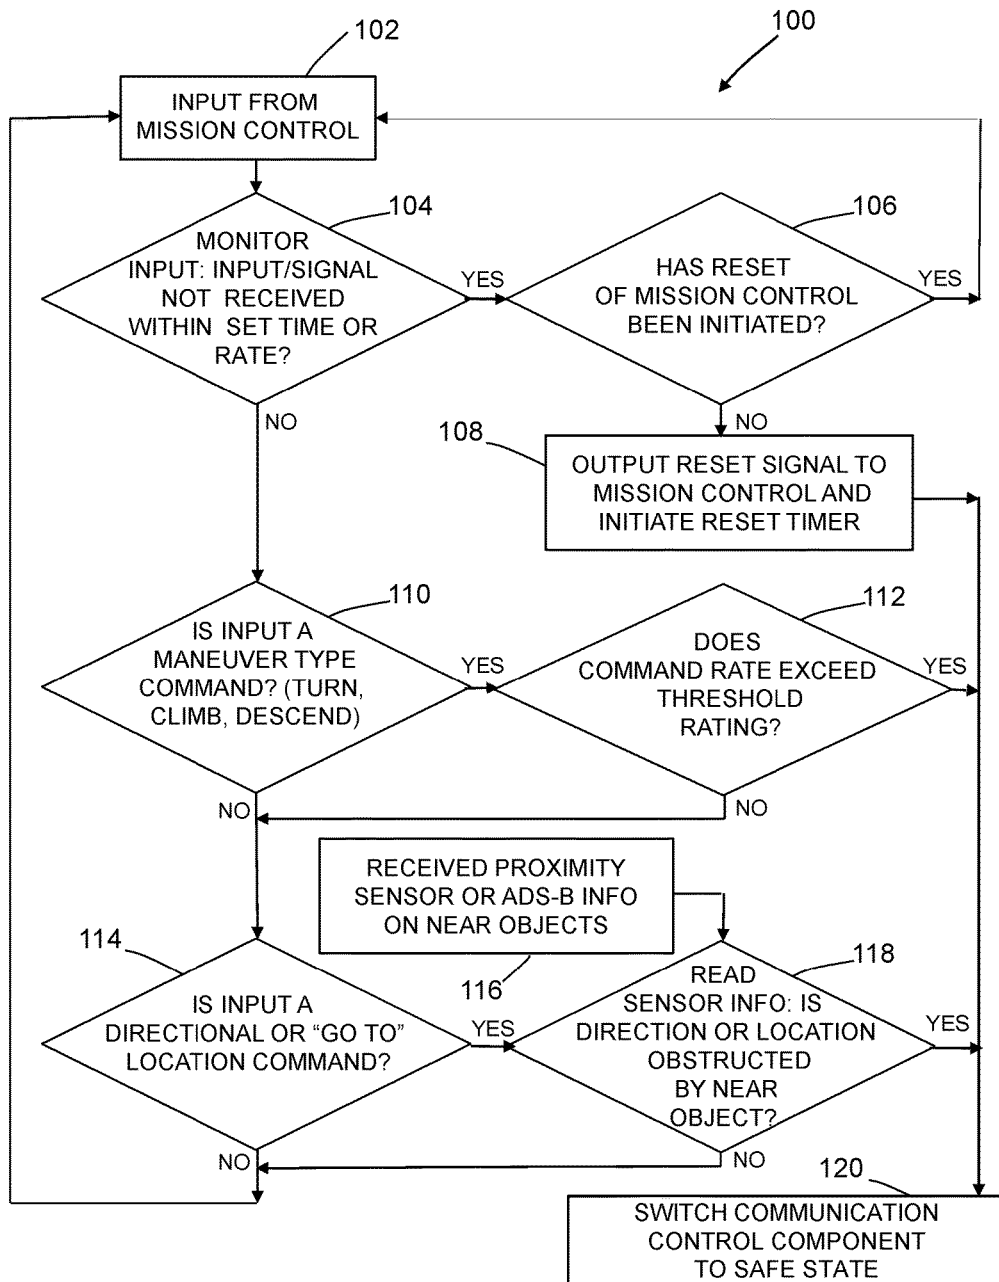 100
102
INPUT FROM
MISSION CONTROL
104
MONITOR
INPUT: INPUT/SIGNAL
NOT RECEIVED
WITHIN SET TIME OR
RATE?
YES
106
HAS RESET
OF MISSION CONTROL
BEEN INITIATED?
YES
NO
NO
108
OUTPUT RESET SIGNAL TO
MISSION CONTROL AND
INITIATE RESET TIMER
110
IS INPUT A
MANEUVER TYPE
COMMAND? (TURN,
CLIMB, DESCEND)
YES
112
DOES
COMMAND RATE EXCEED
THRESHOLD
RATING?
YES
NO
NO
RECEIVED PROXIMITY
SENSOR OR ADS-B INFO
ON NEAR OBJECTS
116
114
IS INPUT A
DIRECTIONAL OR “GO TO”
LOCATION COMMAND?
YES
118
READ
SENSOR INFO: IS
DIRECTION OR LOCATION
OBSTRUCTED
BY NEAR
OBJECT?
YES
NO
NO
120
SWITCH COMMUNICATION
CONTROL COMPONENT
TO SAFE STATE